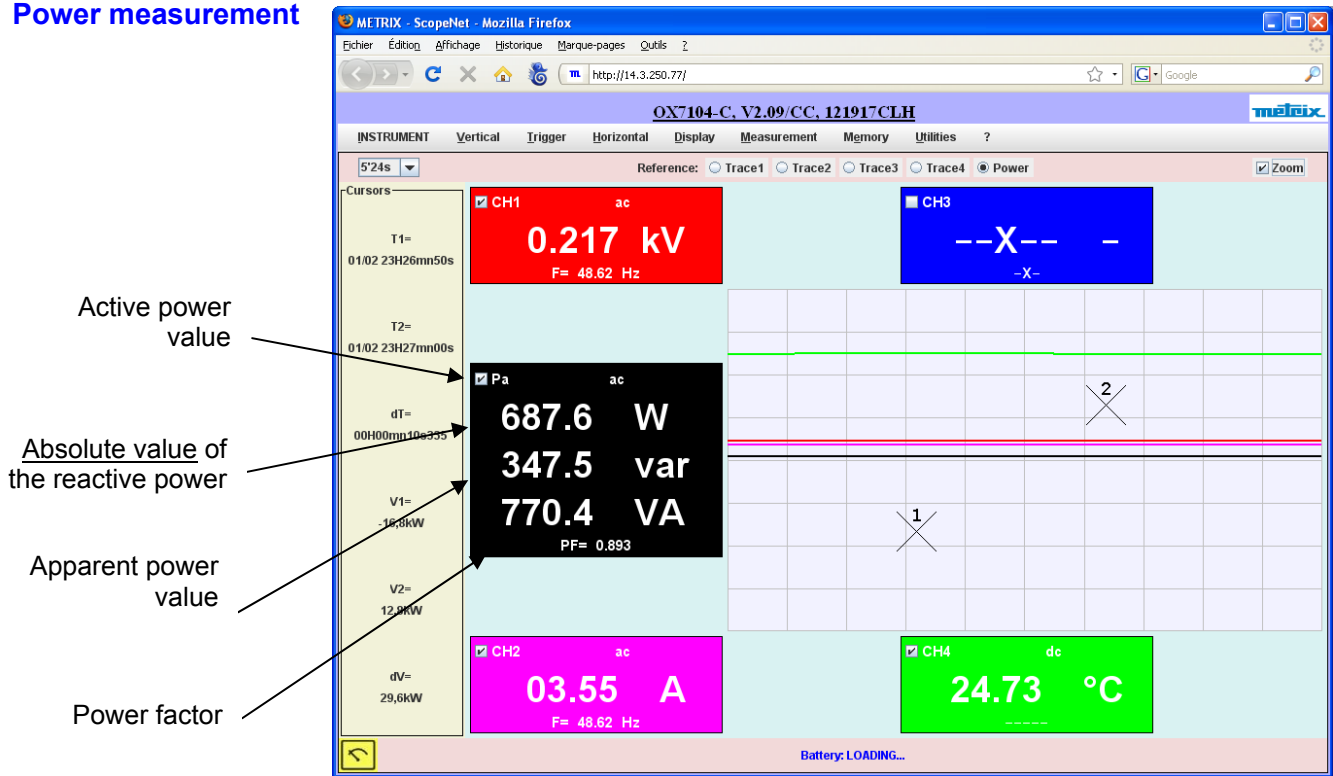 Power measurement
METRIX - ScopeNet - Mozilla Firefox
Eichier Édition Affichage Historique Marque-pages Outils ?
http://14.3.250.77/
G Google
OX7104-C, V2.09/CC, 121917CLH
metrix
INSTRUMENT Vertical Trigger Horizontal Display Measurement Memory Utilities ?
5'24s Reference: Trace1 Trace2 Trace3 Trace4 Power Zoom
Cursors
T1=
01/02 23H26mn50s
T2=
01/02 23H27mn00s
dT=
00H00mn10s335
V1=
-16,8kW
V2=
12,8kW
dV=
29,6kW
CH1 ac
0.217 kV
F= 48.62 Hz
CH3
--X-- -
-X-
Pa ac
687.6 W
347.5 var
770.4 VA
PF= 0.893
2
1
CH2 ac
03.55 A
F= 48.62 Hz
CH4 dc
24.73 °C
-----
Battery: LOADING...
Active power
value
Absolute value of
the reactive power
Apparent power
value
Power factor